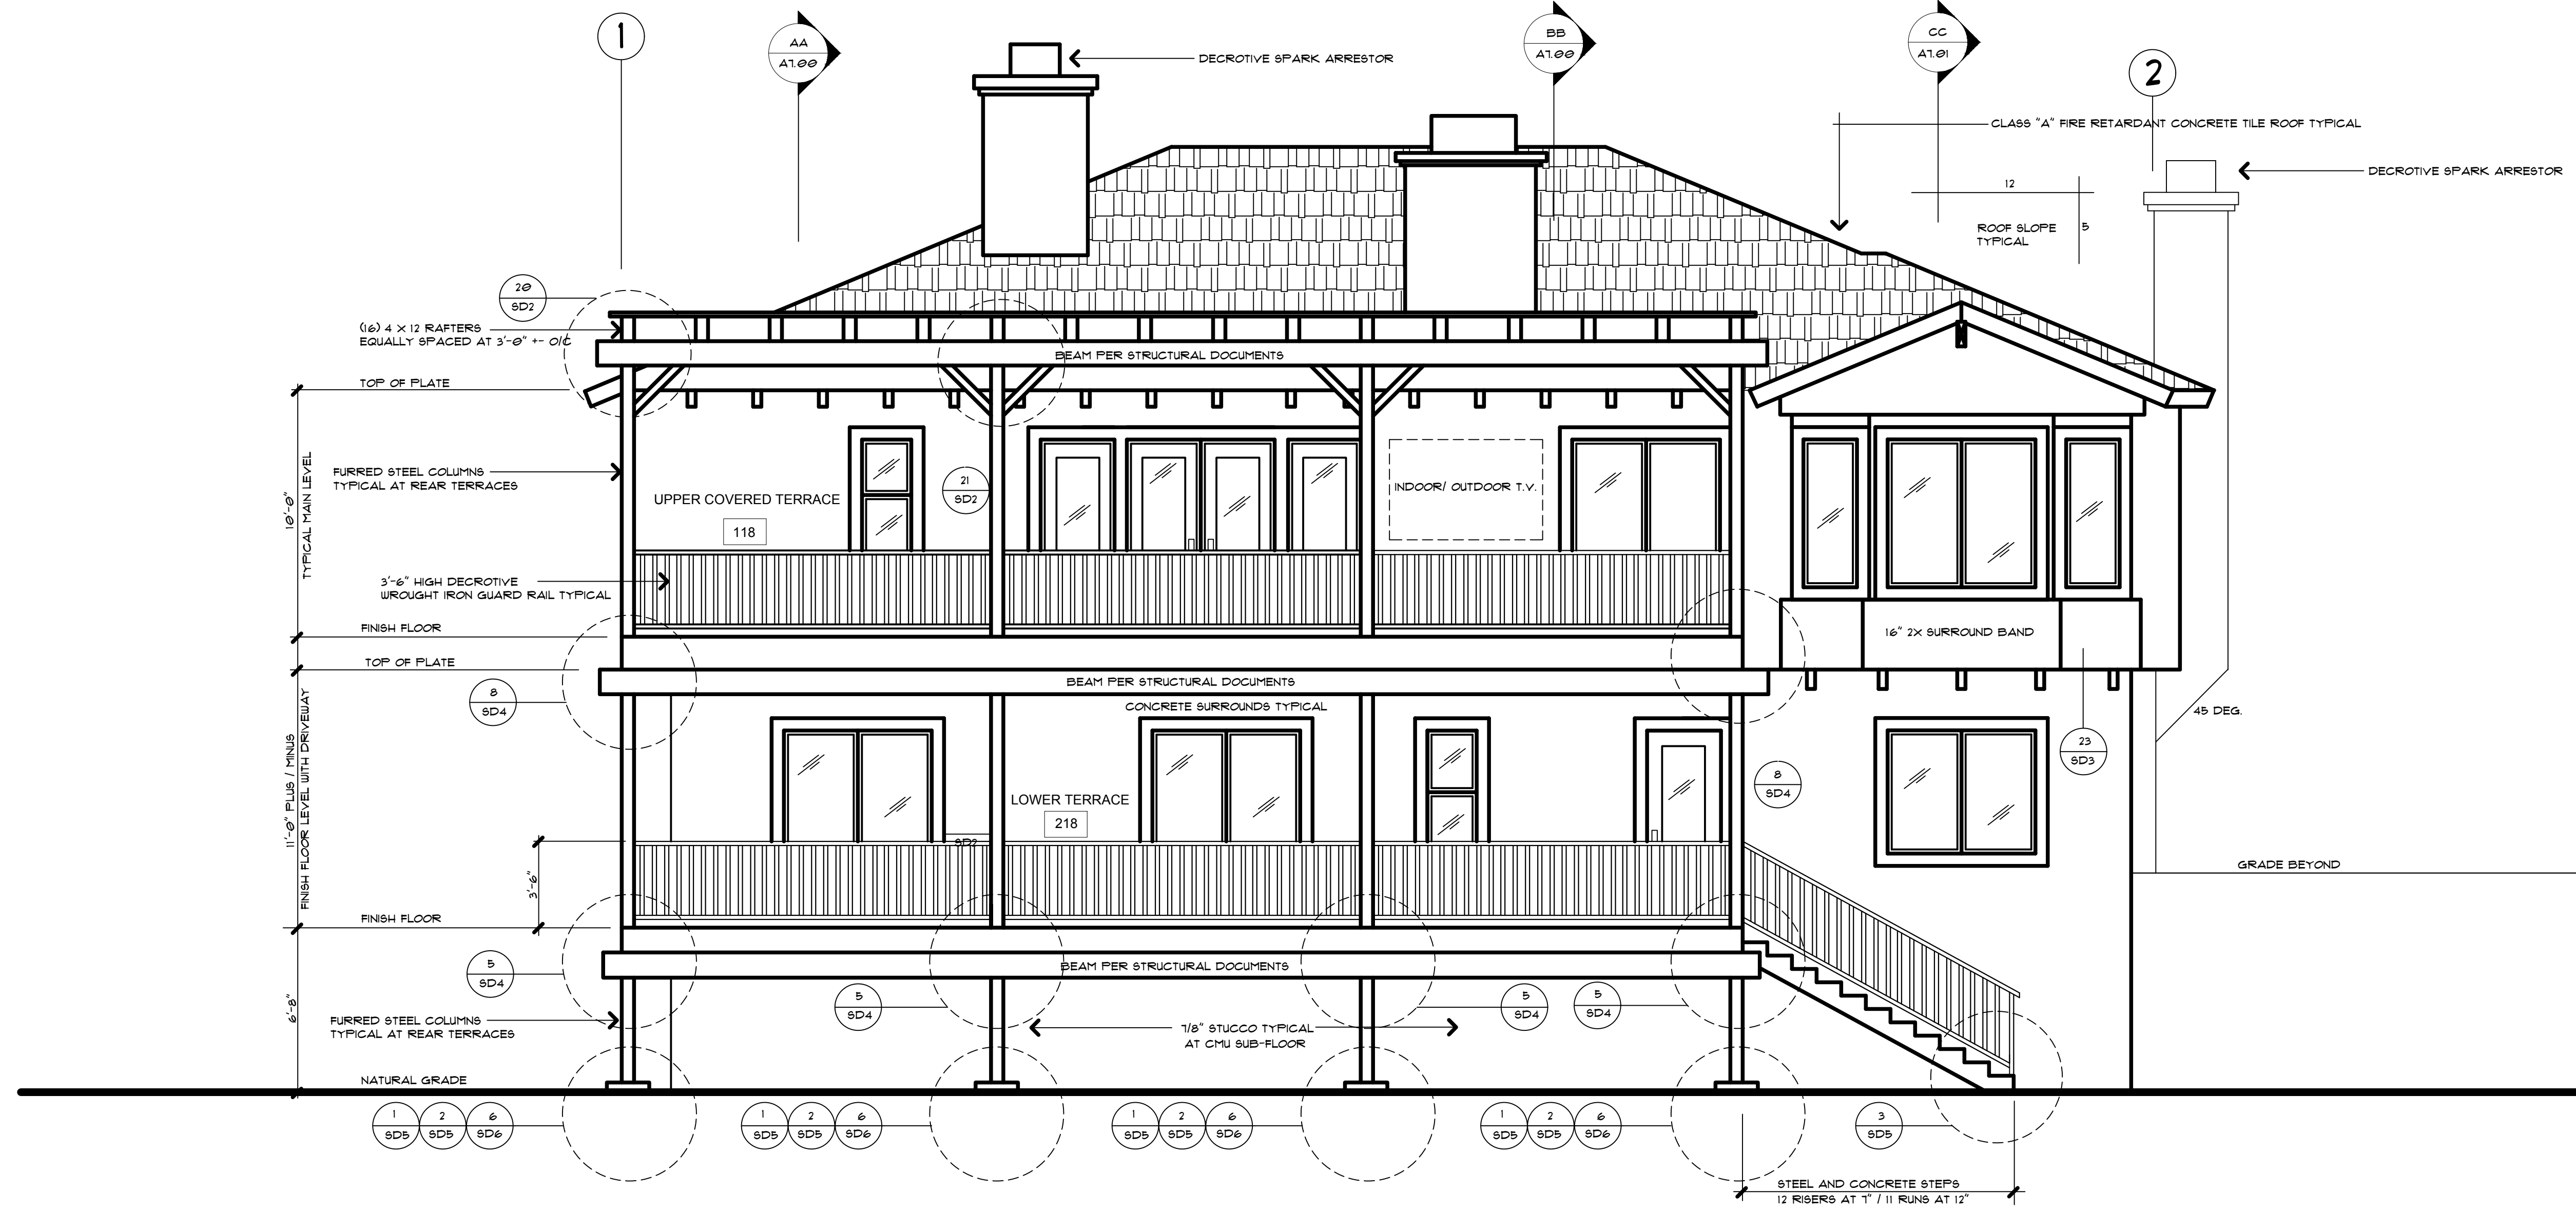 1
AA
A7.00
BB
A7.00
CC
A7.01
2
DECROTIVE SPARK ARRESTOR
CLASS "A" FIRE RETARDANT CONCRETE TILE ROOF TYPICAL
DECROTIVE SPARK ARRESTOR
12
5
ROOF SLOPE
TYPICAL
20
SD2
(16) 4 X 12 RAFTERS
EQUALLY SPACED AT 3'-0" +- O/C
BEAM PER STRUCTURAL DOCUMENTS
TOP OF PLATE
10'-0"
TYPICAL MAIN LEVEL
FURRED STEEL COLUMNS
TYPICAL AT REAR TERRACES
UPPER COVERED TERRACE
118
21
SD2
INDOOR/ OUTDOOR T.V.
3'-6" HIGH DECROTIVE
WROUGHT IRON GUARD RAIL TYPICAL
FINISH FLOOR
16" 2X SURROUND BAND
TOP OF PLATE
BEAM PER STRUCTURAL DOCUMENTS
8
SD4
CONCRETE SURROUNDS TYPICAL
45 DEG.
23
SD3
11'-0" PLUS / MINUS
FINISH FLOOR LEVEL WITH DRIVEWAY
8
SD4
LOWER TERRACE
218
SD2
3'-6"
GRADE BEYOND
FINISH FLOOR
5
SD4
BEAM PER STRUCTURAL DOCUMENTS
6'-8"
5
SD4
5
SD4
5
SD4
FURRED STEEL COLUMNS
TYPICAL AT REAR TERRACES
7/8" STUCCO TYPICAL
AT CMU SUB-FLOOR
NATURAL GRADE
1
SD5
2
SD5
6
SD6
1
SD5
2
SD5
6
SD6
1
SD5
2
SD5
6
SD6
1
SD5
2
SD5
6
SD6
3
SD5
STEEL AND CONCRETE STEPS
12 RISERS AT 7" / 11 RUNS AT 12"